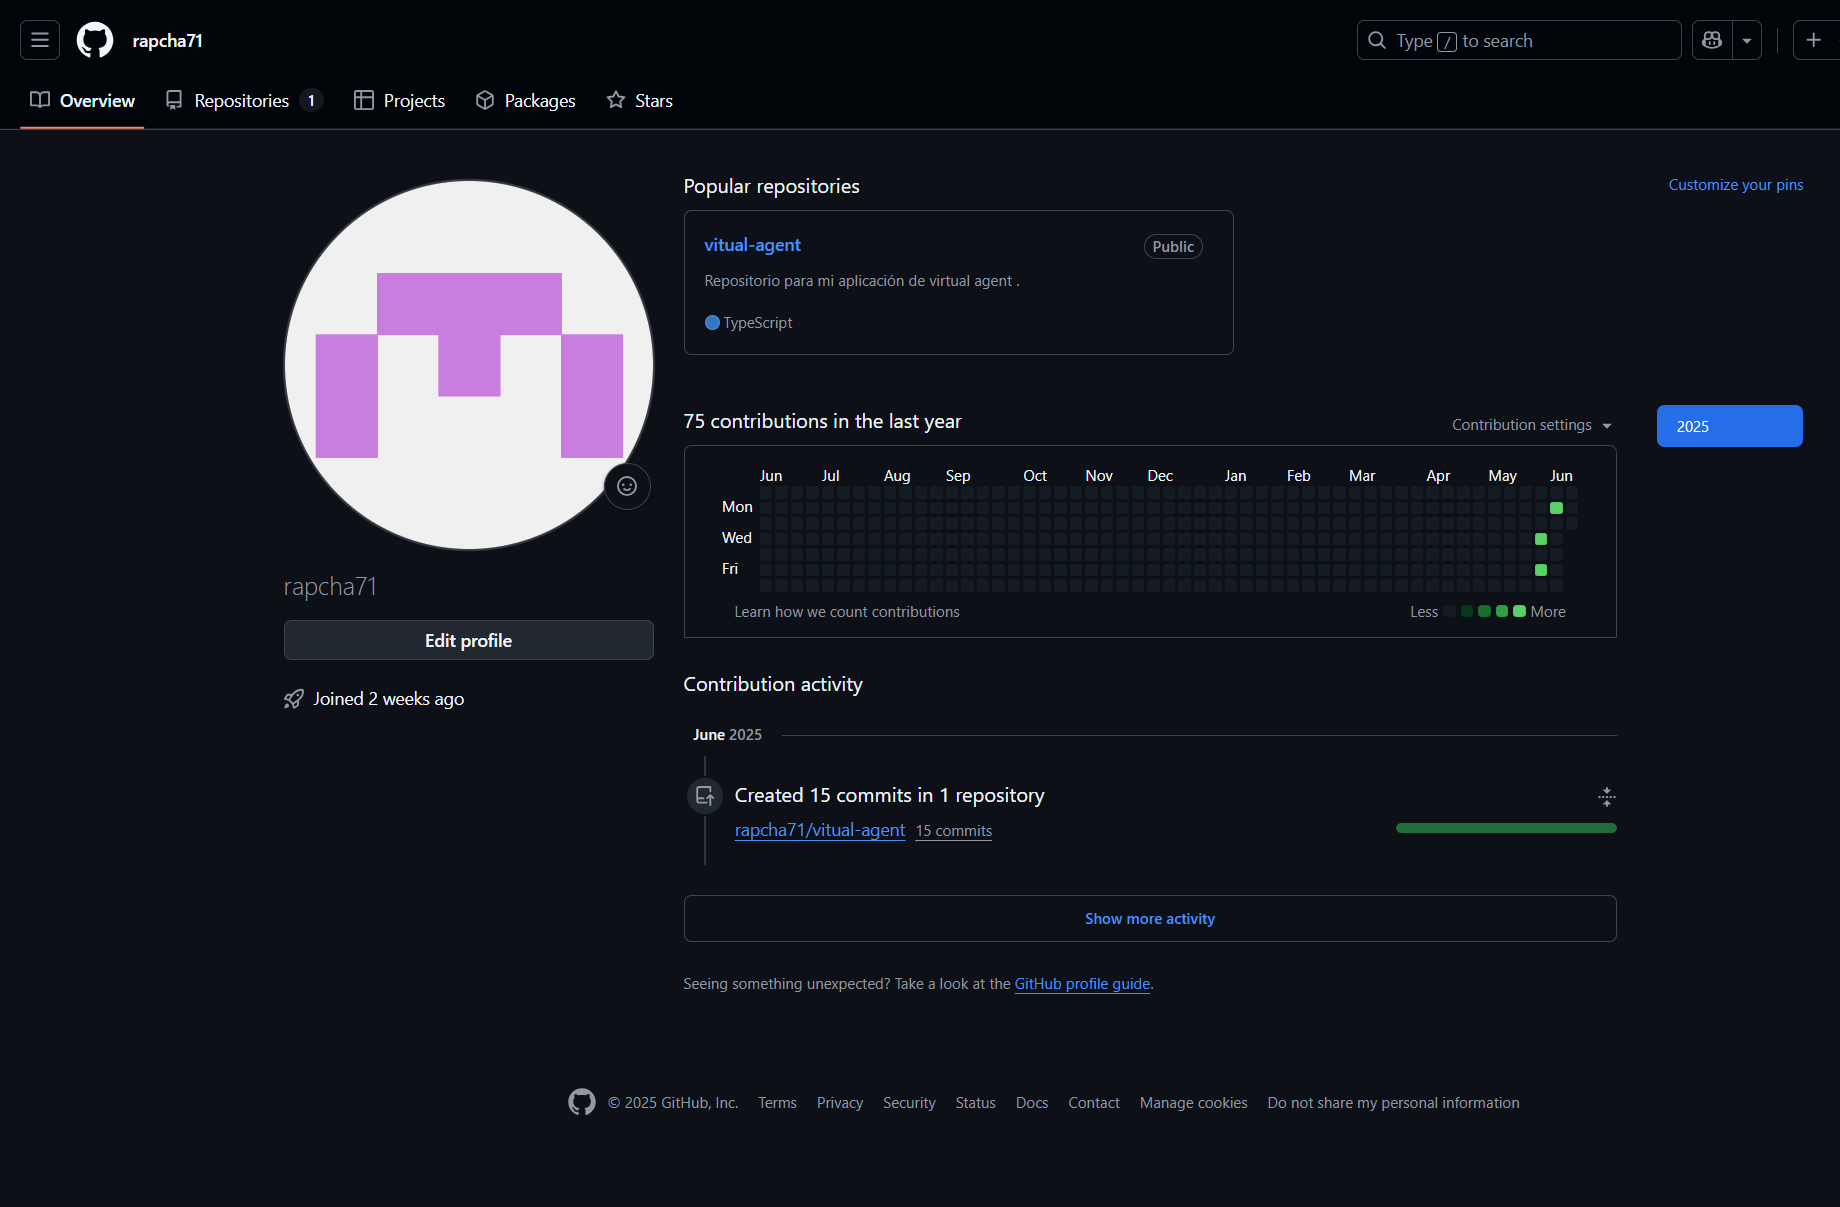 rapcha71
Type / to search
Overview
Repositories 1
Projects
Packages
Stars
Popular repositories
Customize your pins
vitual-agent
Public
Repositorio para mi aplicación de virtual agent .
TypeScript
75 contributions in the last year
Contribution settings
2025
Jun Jul Aug Sep Oct Nov Dec Jan Feb Mar Apr May Jun
Mon
Wed
Fri
Learn how we count contributions
Less More
rapcha71
Edit profile
Joined 2 weeks ago
Contribution activity
June 2025
Created 15 commits in 1 repository
rapcha71/vitual-agent 15 commits
Show more activity
Seeing something unexpected? Take a look at the GitHub profile guide.
© 2025 GitHub, Inc. Terms Privacy Security Status Docs Contact Manage cookies Do not share my personal information